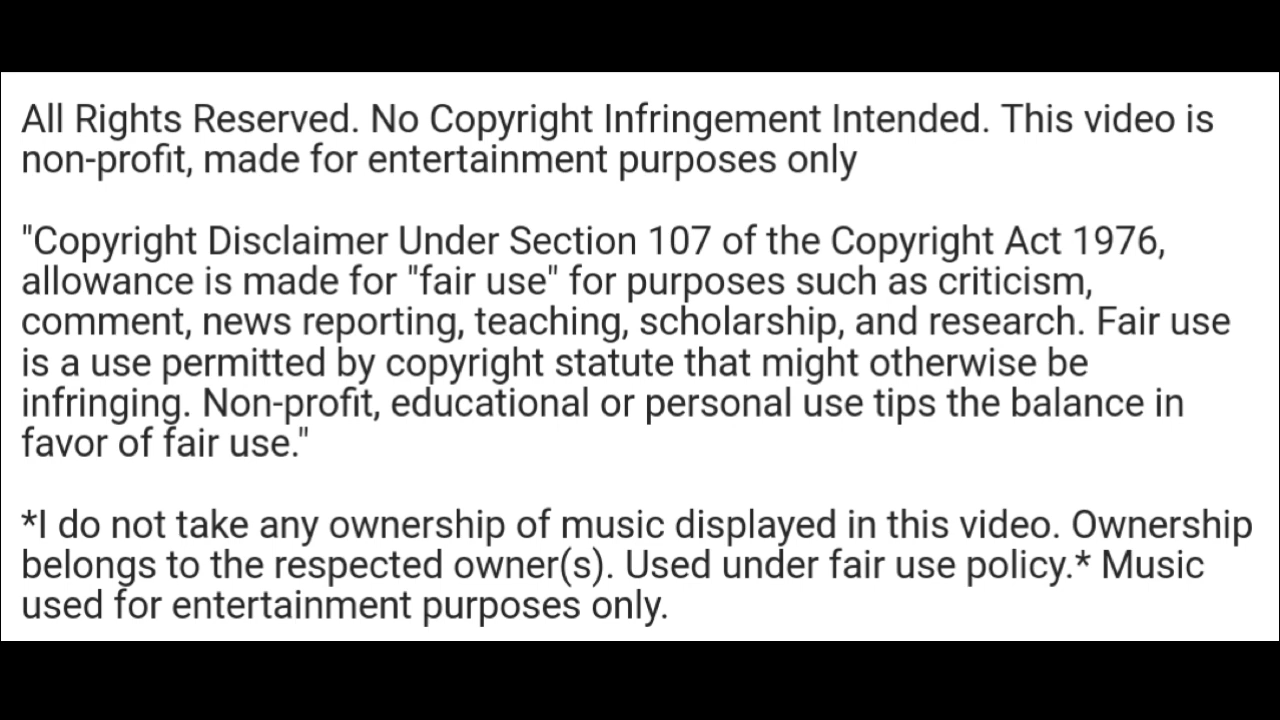 All Rights Reserved. No Copyright Infringement Intended. This video is
non-profit, made for entertainment purposes only
"Copyright Disclaimer Under Section 107 of the Copyright Act 1976,
allowance is made for "fair use" for purposes such as criticism,
comment, news reporting, teaching, scholarship, and research. Fair use
is a use permitted by copyright statute that might otherwise be
infringing. Non-profit, educational or personal use tips the balance in
favor of fair use."
*I do not take any ownership of music displayed in this video. Ownership
belongs to the respected owner(s). Used under fair use policy.* Music
used for entertainment purposes only.